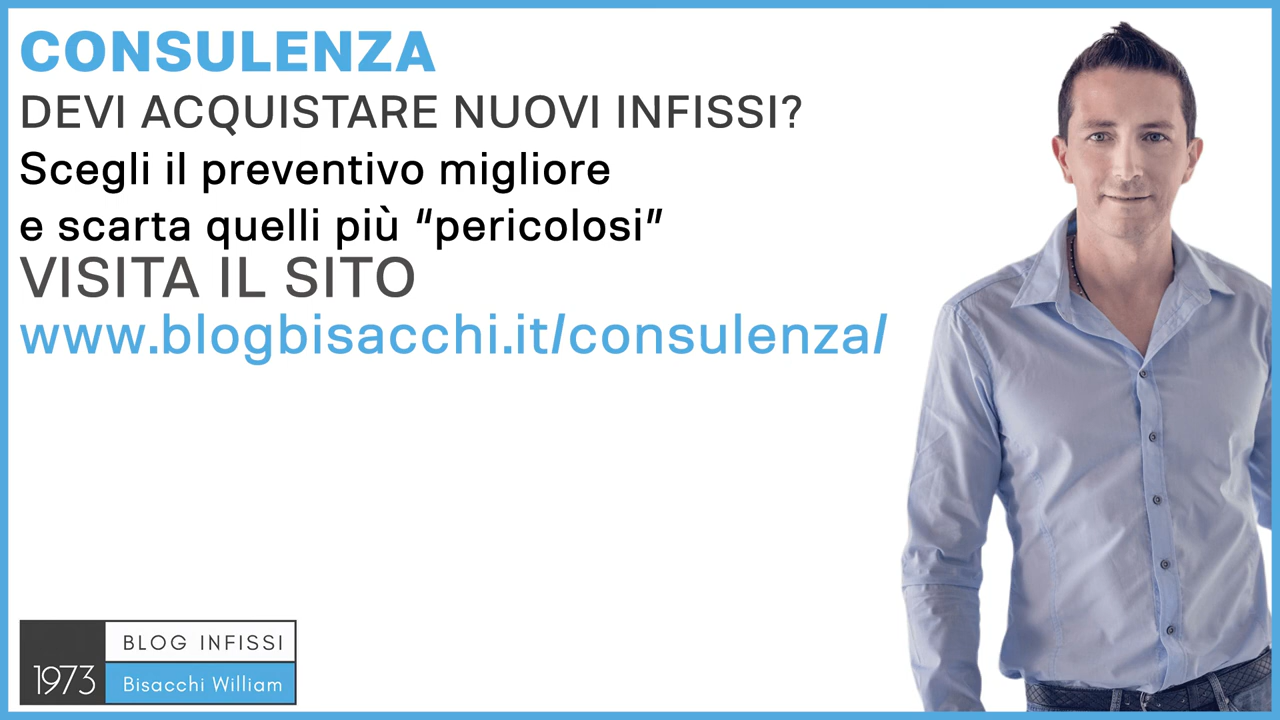 CONSULENZA
DEVI ACQUISTARE NUOVI INFISSI?
Scegli il preventivo migliore
e scarta quelli più “pericolosi”
VISITA IL SITO
www.blogbisacchi.it/consulenza/
BLOG INFISSI
1973
Bisacchi William